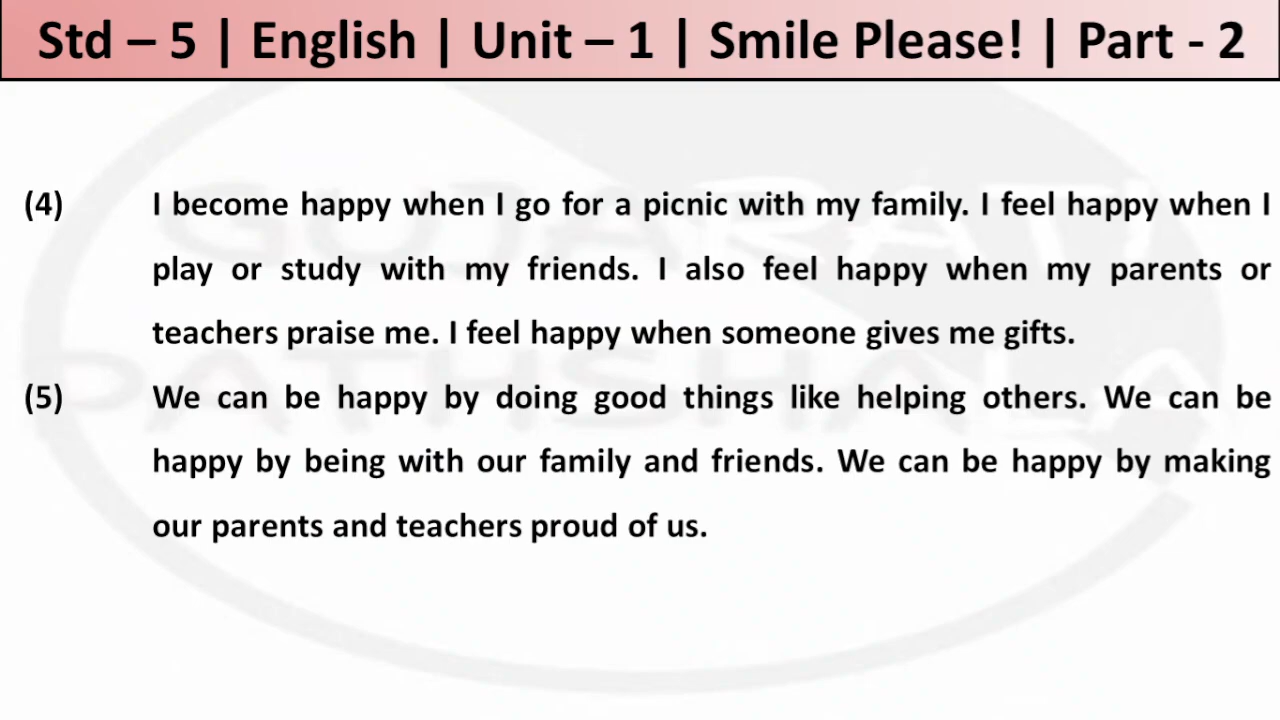 Std – 5 | English | Unit – 1 | Smile Please! | Part - 2
GUJARATI
PATHSHALA
(4) I become happy when I go for a picnic with my family. I feel happy when I
play or study with my friends. I also feel happy when my parents or
teachers praise me. I feel happy when someone gives me gifts.
(5) We can be happy by doing good things like helping others. We can be
happy by being with our family and friends. We can be happy by making
our parents and teachers proud of us.